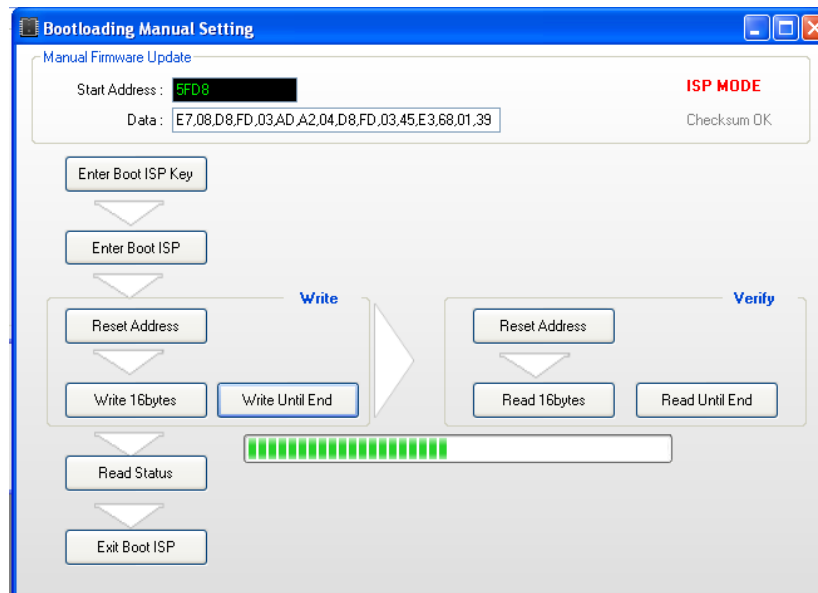 Bootloading Manual Setting
Manual Firmware Update
Start Address : 5FD8 ISP MODE
Data : E7,08,D8,FD,03,AD,A2,04,D8,FD,03,45,E3,68,01,39 Checksum OK
Enter Boot ISP Key
Enter Boot ISP
Write Verify
Reset Address Reset Address
Write 16bytes Write Until End Read 16bytes Read Until End
Read Status
Exit Boot ISP